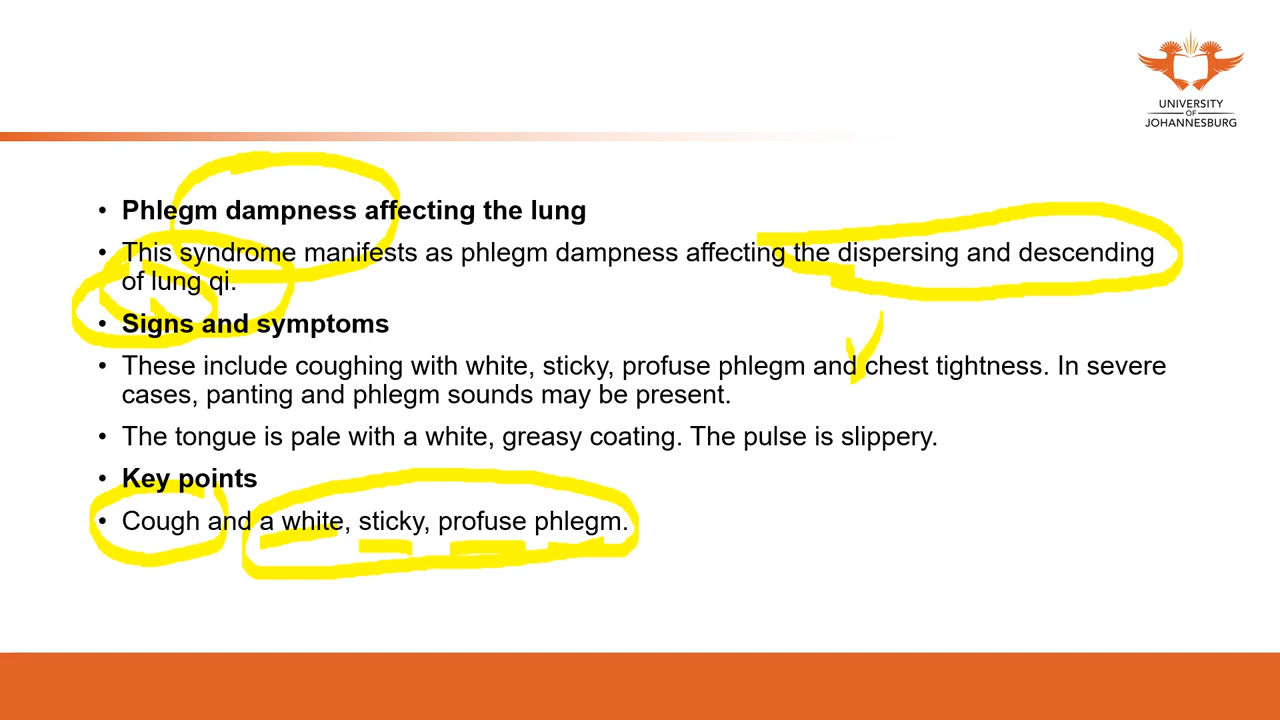 UNIVERSITY
OF
JOHANNESBURG
• Phlegm dampness affecting the lung
• This syndrome manifests as phlegm dampness affecting the dispersing and descending
of lung qi.
• Signs and symptoms
• These include coughing with white, sticky, profuse phlegm and chest tightness. In severe
cases, panting and phlegm sounds may be present.
• The tongue is pale with a white, greasy coating. The pulse is slippery.
• Key points
• Cough and a white, sticky, profuse phlegm.